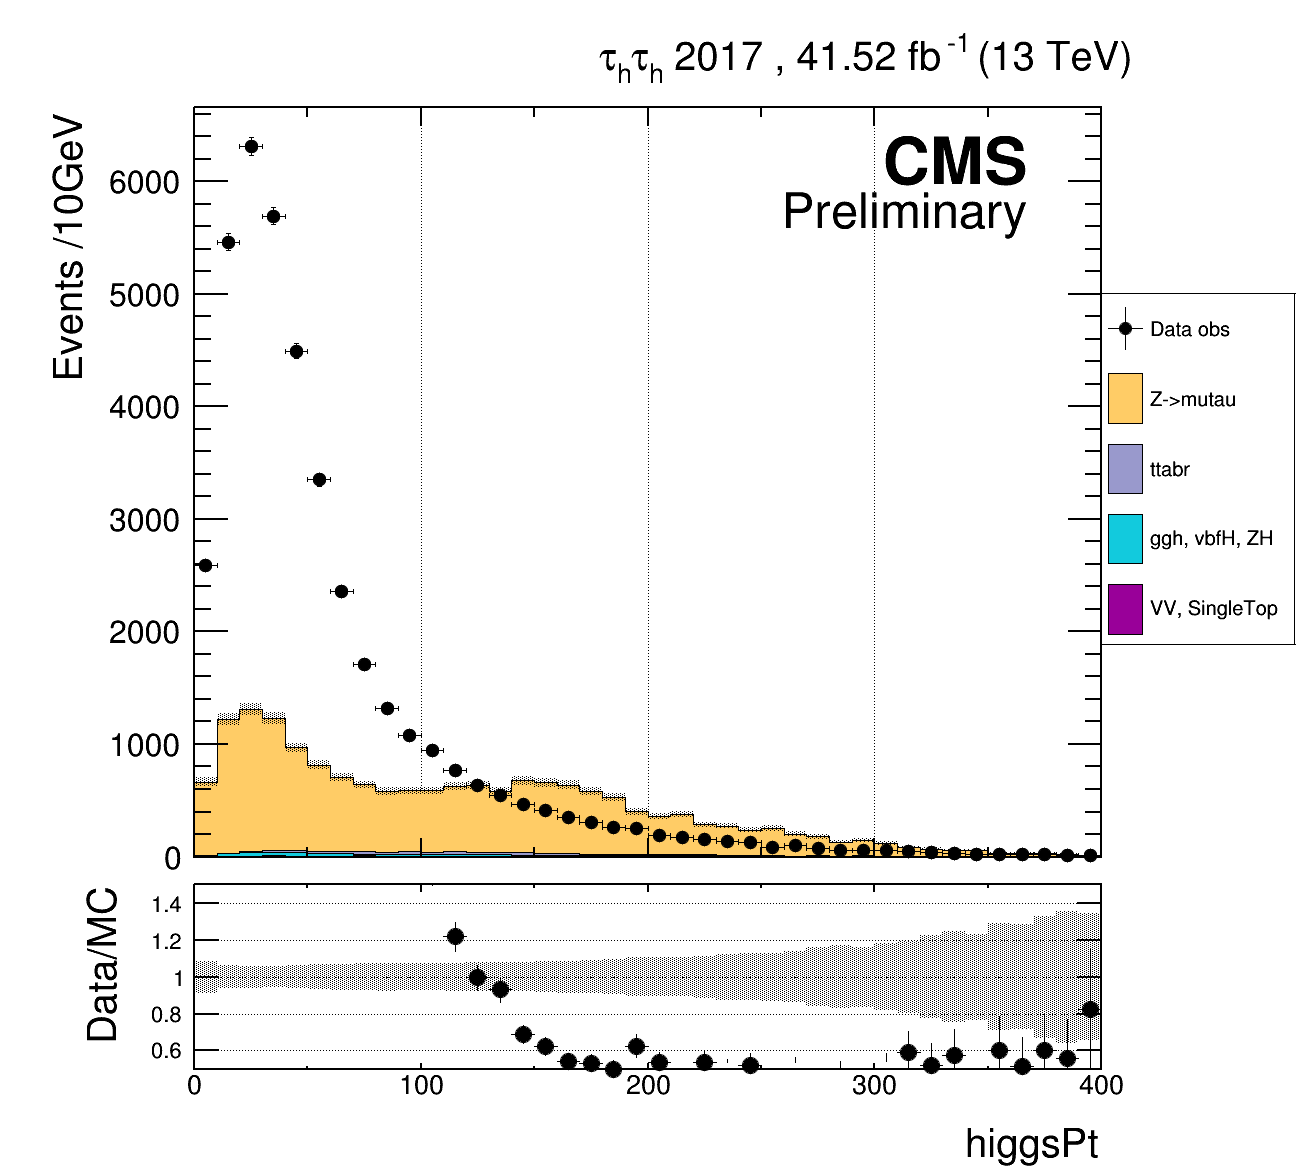 τhτh 2017 , 41.52 fb-1 (13 TeV)
CMS
Preliminary
Events /10GeV
6000
5000
4000
3000
2000
1000
0
Data obs
Z->mutau
ttabr
ggh, vbfH, ZH
VV, SingleTop
Data/MC
1.4
1.2
1
0.8
0.6
0 100 200 300 400
higgsPt